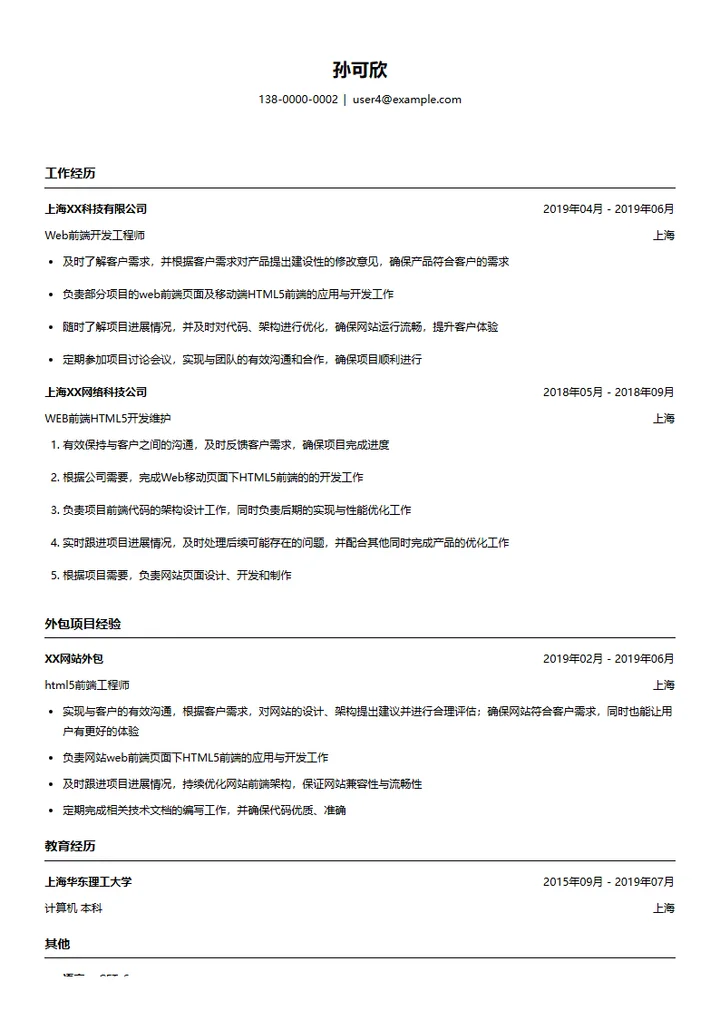 孙可欣
138-0000-0002 | user4@example.com
工作经历
上海XX科技有限公司 2019年04月 - 2019年06月
Web前端开发工程师 上海
• 及时了解客户需求，并根据客户需求对产品提出建设性的修改意见，确保产品符合客户的需求
• 负责部分项目的web前端页面及移动端HTML5前端的应用与开发工作
• 随时了解项目进展情况，并及时对代码、架构进行优化，确保网站运行流畅，提升客户体验
• 定期参加项目讨论会议，实现与团队的有效沟通和合作，确保项目顺利进行
上海XX网络科技公司 2018年05月 - 2018年09月
WEB前端HTML5开发维护 上海
1. 有效保持与客户之间的沟通，及时反馈客户需求，确保项目完成进度
2. 根据公司需要，完成Web移动页面下HTML5前端的的开发工作
3. 负责项目前端代码的架构设计工作，同时负责后期的实现与性能优化工作
4. 实时跟进项目进展情况，及时处理后续可能存在的问题，并配合其他同时完成产品的优化工作
5. 根据项目需要，负责网站页面设计、开发和制作
外包项目经验
XX网站外包 2019年02月 - 2019年06月
html5前端工程师 上海
• 实现与客户的有效沟通，根据客户需求，对网站的设计、架构提出建议并进行合理评估；确保网站符合客户需求，同时也能让用
户有更好的体验
• 负责网站web前端页面下HTML5前端的应用与开发工作
• 及时跟进项目进展情况，持续优化网站前端架构，保证网站兼容性与流畅性
• 定期完成相关技术文档的编写工作，并确保代码优质、准确
教育经历
上海华东理工大学 2015年09月 - 2019年07月
计算机 本科 上海
其他